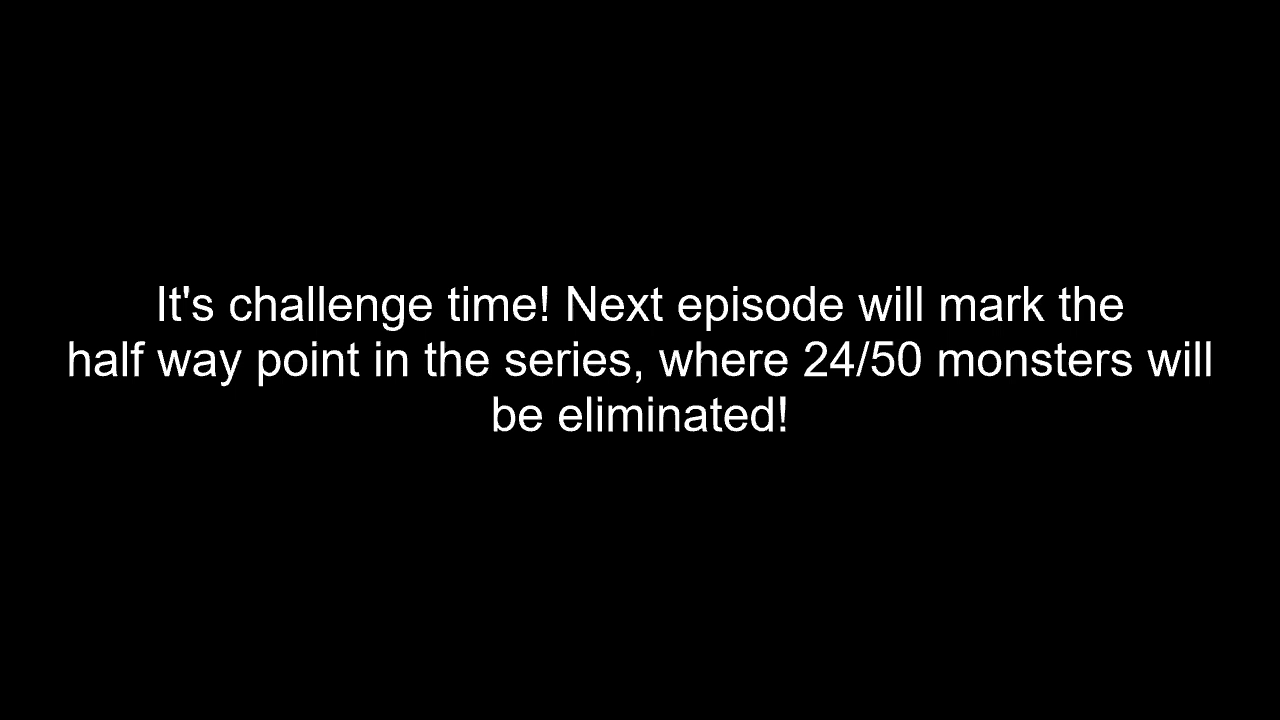 It's challenge time! Next episode will mark the
half way point in the series, where 24/50 monsters will
be eliminated!